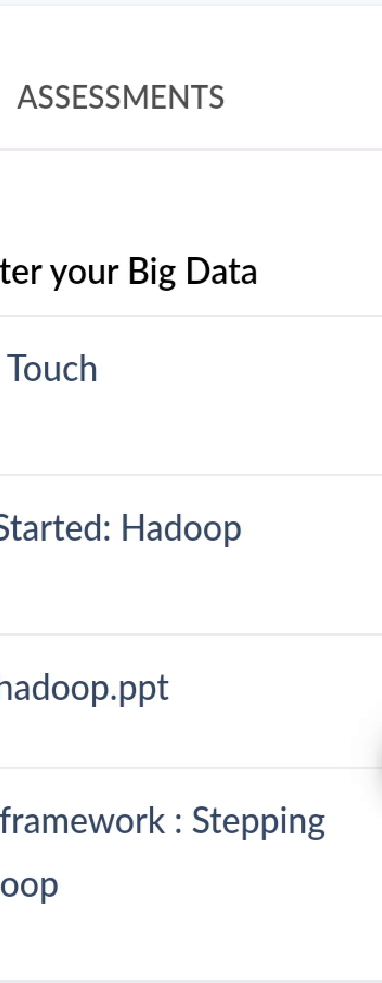 ASSESSMENTS
ter your Big Data
Touch
Started: Hadoop
hadoop.ppt
framework : Stepping
oop